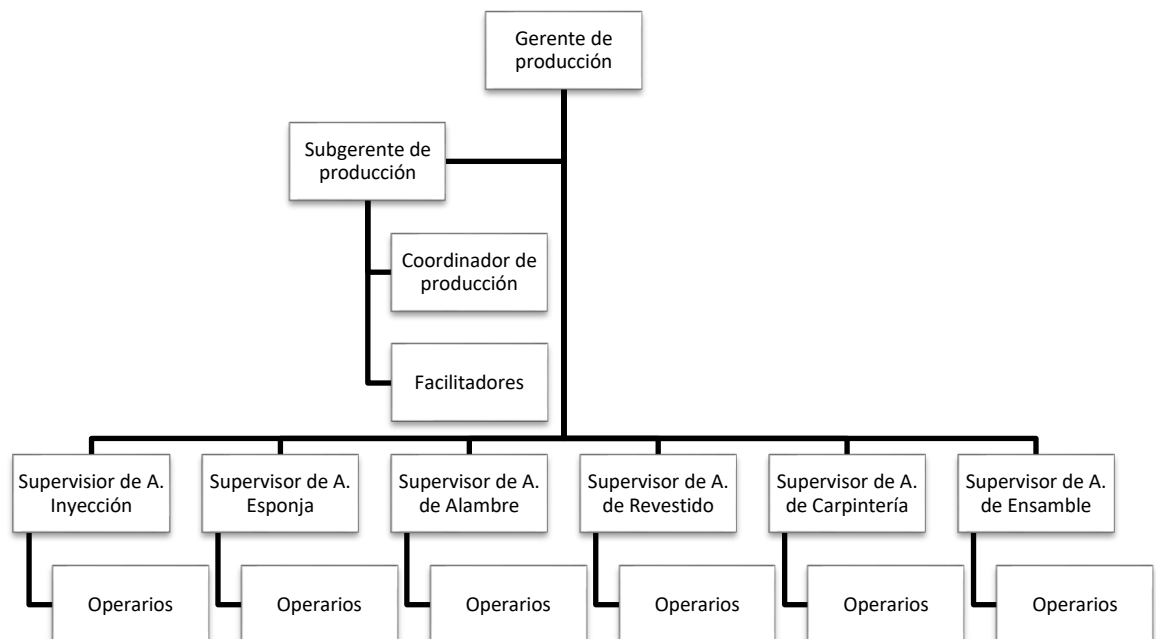 Gerente de
producción
Subgerente de
producción
Coordinador de
producción
Facilitadores
Supervisior de A.
Inyección
Supervisor de A.
Esponja
Supervisor de A.
de Alambre
Supervisor de A.
de Revestido
Supervisor de A.
de Carpintería
Supervisor de A.
de Ensamble
Operarios
Operarios
Operarios
Operarios
Operarios
Operarios